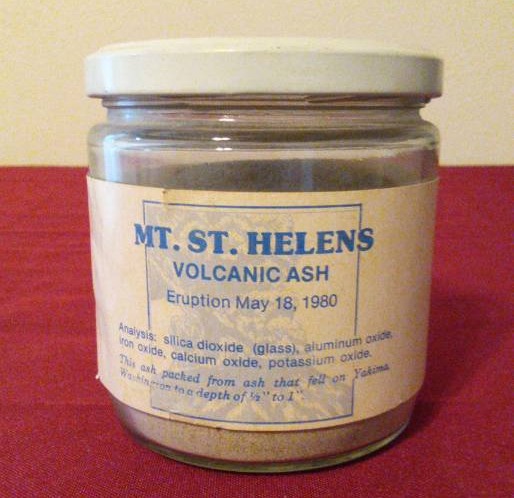 MT. ST. HELENS
VOLCANIC ASH
Eruption May 18, 1980
Analysis: silica dioxide (glass), aluminum oxide,
iron oxide, calcium oxide, potassium oxide.
This ash packed from ash that fell on Yakima
Washington to a depth of ½" to 1"